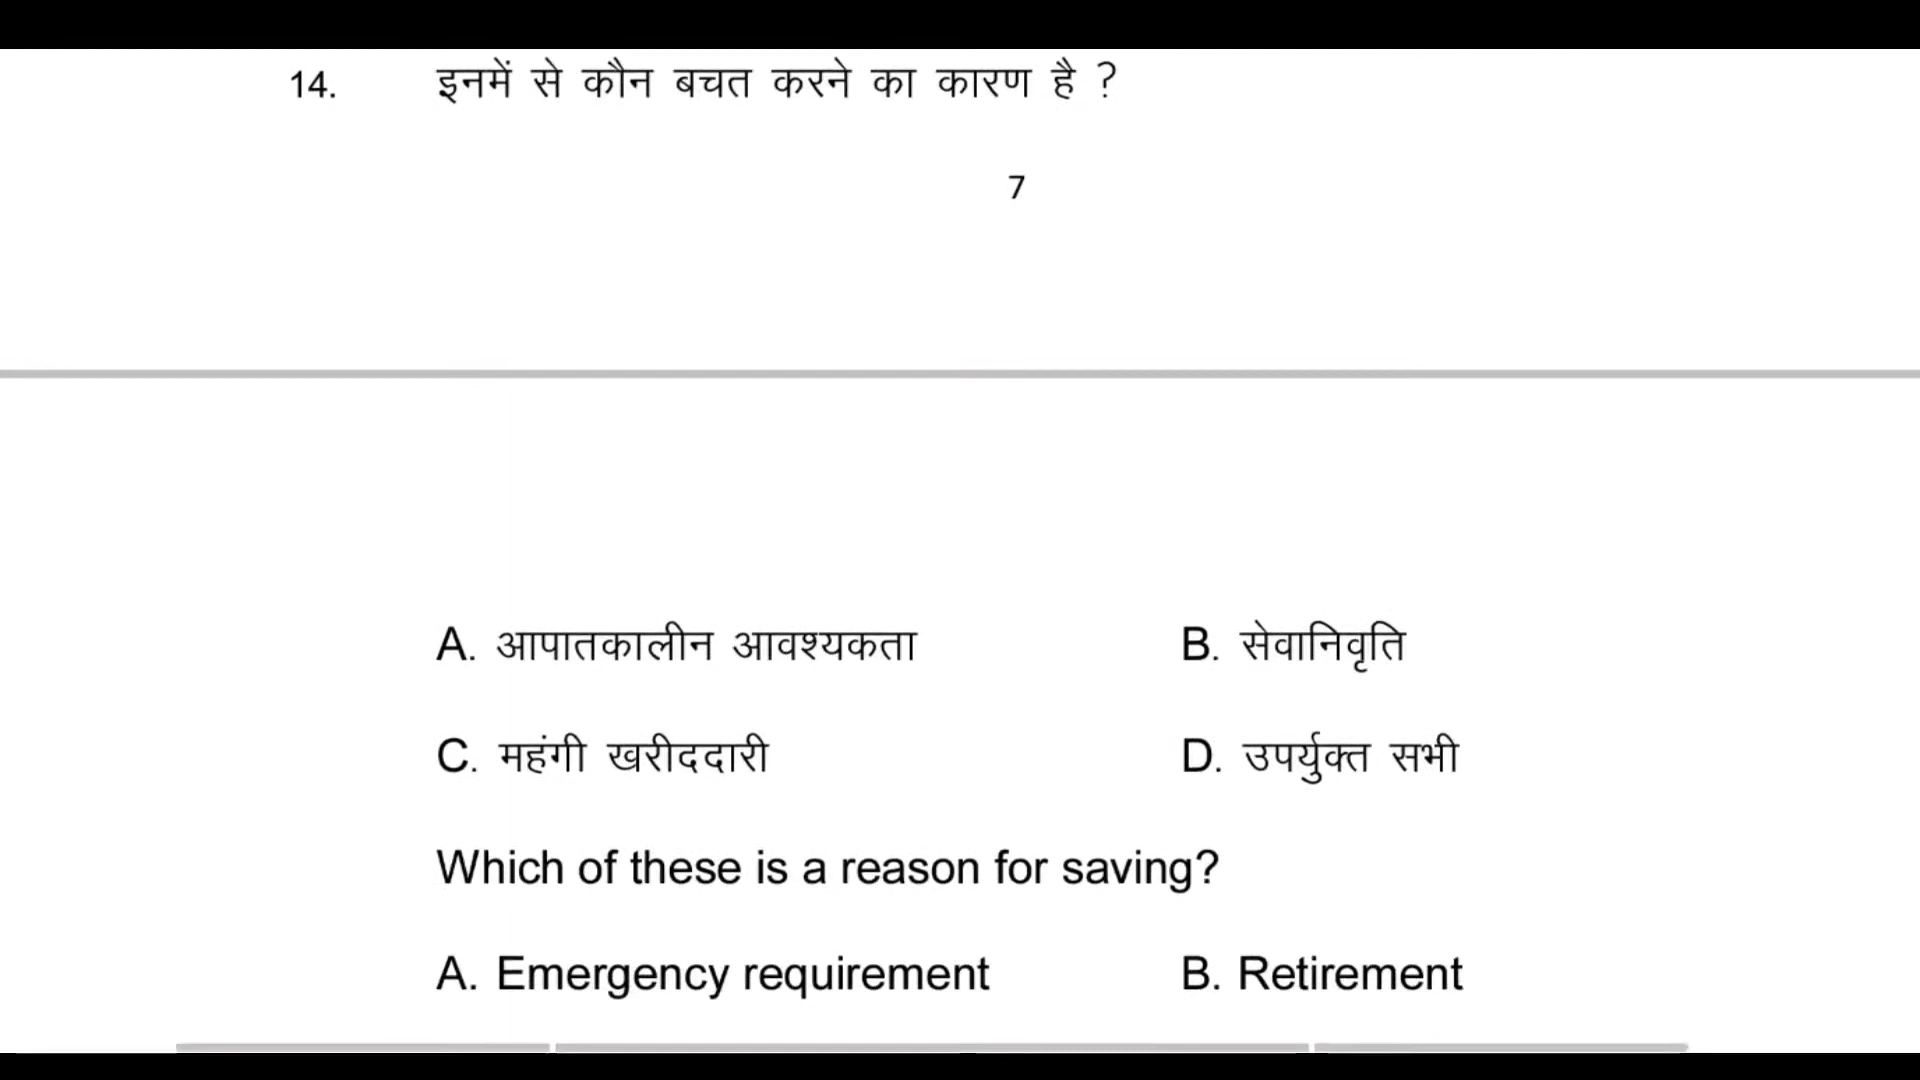 14. इनमें से कौन बचत करने का कारण है ?
7
A. आपातकालीन आवश्यकता B. सेवानिवृति
C. महंगी खरीददारी D. उपर्युक्त सभी
Which of these is a reason for saving?
A. Emergency requirement B. Retirement